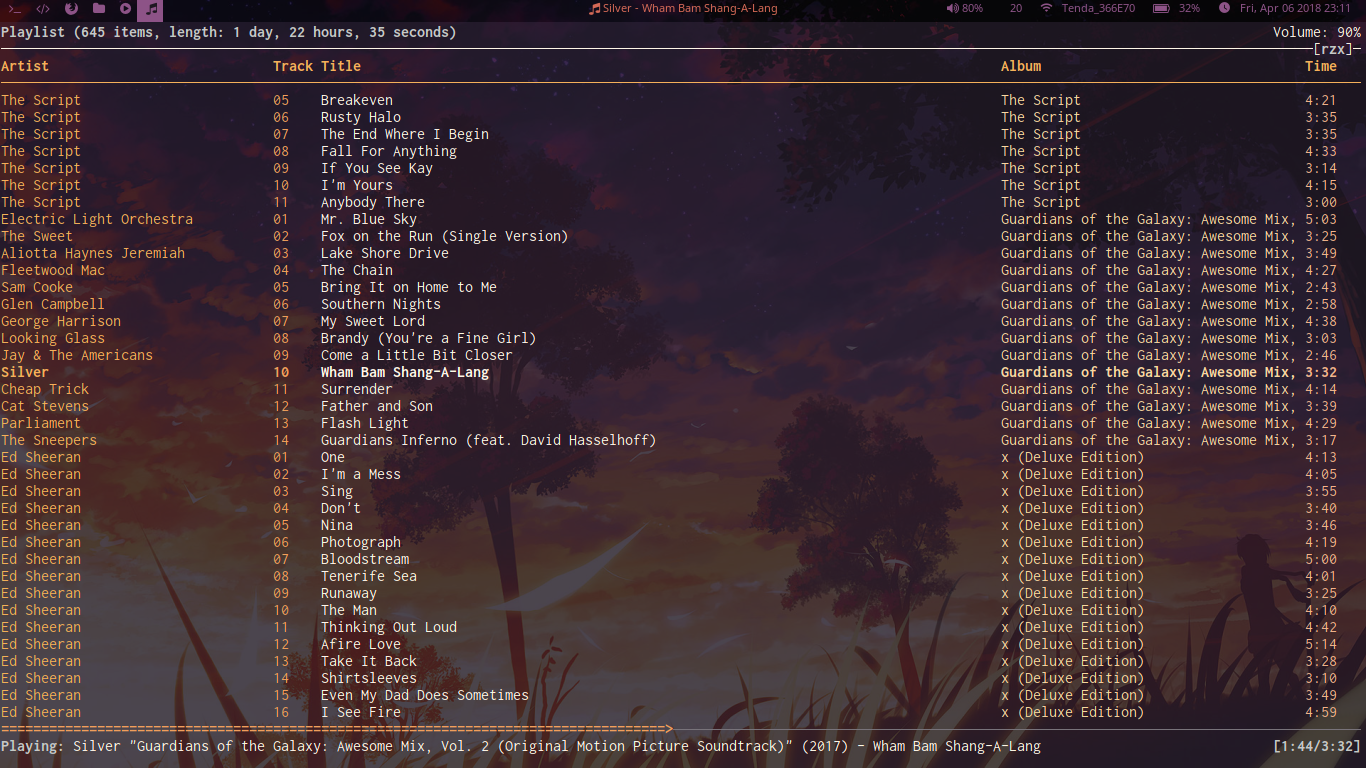 >_ </> Silver - Wham Bam Shang-A-Lang 80% 20 Tenda_366E70 32% Fri, Apr 06 2018 23:11
Playlist (645 items, length: 1 day, 22 hours, 35 seconds) Volume: 90%
[rzx]
Artist Track Title Album Time
The Script 05 Breakeven The Script 4:21
The Script 06 Rusty Halo The Script 3:35
The Script 07 The End Where I Begin The Script 3:35
The Script 08 Fall For Anything The Script 4:33
The Script 09 If You See Kay The Script 3:14
The Script 10 I'm Yours The Script 4:15
The Script 11 Anybody There The Script 3:00
Electric Light Orchestra 01 Mr. Blue Sky Guardians of the Galaxy: Awesome Mix, 5:03
The Sweet 02 Fox on the Run (Single Version) Guardians of the Galaxy: Awesome Mix, 3:25
Aliotta Haynes Jeremiah 03 Lake Shore Drive Guardians of the Galaxy: Awesome Mix, 3:49
Fleetwood Mac 04 The Chain Guardians of the Galaxy: Awesome Mix, 4:27
Sam Cooke 05 Bring It on Home to Me Guardians of the Galaxy: Awesome Mix, 2:43
Glen Campbell 06 Southern Nights Guardians of the Galaxy: Awesome Mix, 2:58
George Harrison 07 My Sweet Lord Guardians of the Galaxy: Awesome Mix, 4:38
Looking Glass 08 Brandy (You're a Fine Girl) Guardians of the Galaxy: Awesome Mix, 3:03
Jay & The Americans 09 Come a Little Bit Closer Guardians of the Galaxy: Awesome Mix, 2:46
Silver 10 Wham Bam Shang-A-Lang Guardians of the Galaxy: Awesome Mix, 3:32
Cheap Trick 11 Surrender Guardians of the Galaxy: Awesome Mix, 4:14
Cat Stevens 12 Father and Son Guardians of the Galaxy: Awesome Mix, 3:39
Parliament 13 Flash Light Guardians of the Galaxy: Awesome Mix, 4:29
The Sneepers 14 Guardians Inferno (feat. David Hasselhoff) Guardians of the Galaxy: Awesome Mix, 3:17
Ed Sheeran 01 One x (Deluxe Edition) 4:13
Ed Sheeran 02 I'm a Mess x (Deluxe Edition) 4:05
Ed Sheeran 03 Sing x (Deluxe Edition) 3:55
Ed Sheeran 04 Don't x (Deluxe Edition) 3:40
Ed Sheeran 05 Nina x (Deluxe Edition) 3:46
Ed Sheeran 06 Photograph x (Deluxe Edition) 4:19
Ed Sheeran 07 Bloodstream x (Deluxe Edition) 5:00
Ed Sheeran 08 Tenerife Sea x (Deluxe Edition) 4:01
Ed Sheeran 09 Runaway x (Deluxe Edition) 3:25
Ed Sheeran 10 The Man x (Deluxe Edition) 4:10
Ed Sheeran 11 Thinking Out Loud x (Deluxe Edition) 4:42
Ed Sheeran 12 Afire Love x (Deluxe Edition) 5:14
Ed Sheeran 13 Take It Back x (Deluxe Edition) 3:28
Ed Sheeran 14 Shirtsleeves x (Deluxe Edition) 3:10
Ed Sheeran 15 Even My Dad Does Sometimes x (Deluxe Edition) 3:49
Ed Sheeran 16 I See Fire x (Deluxe Edition) 4:59
Playing: Silver "Guardians of the Galaxy: Awesome Mix, Vol. 2 (Original Motion Picture Soundtrack)" (2017) - Wham Bam Shang-A-Lang [1:44/3:32]